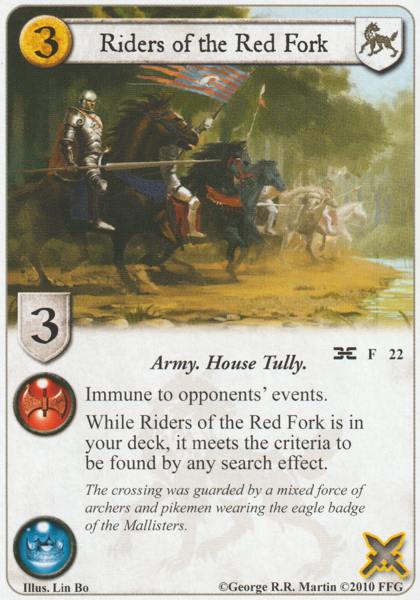 3
Riders of the Red Fork
3
Army. House Tully.
F 22
Immune to opponents' events.
While Riders of the Red Fork is in
your deck, it meets the criteria to
be found by any search effect.
The crossing was guarded by a mixed force of
archers and pikemen wearing the eagle badge
of the Mallisters.
Illus. Lin Bo
©George R.R. Martin ©2010 FFG